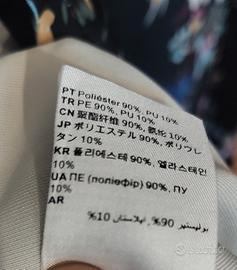 PT Poliéster 90%, PU 10%
TR PE 90%, PU 10%
CN 聚酯纤维 90%, 氨纶 10%
JP ポリエステル 90%, ポリウレ
タン 10%
KR 폴리에스테 90%, 엘라스테인
10%
UA ПЕ (поліефір) 90%, ПУ
10%
AR
بوليستر 90%, ايلاستان 10%
subito